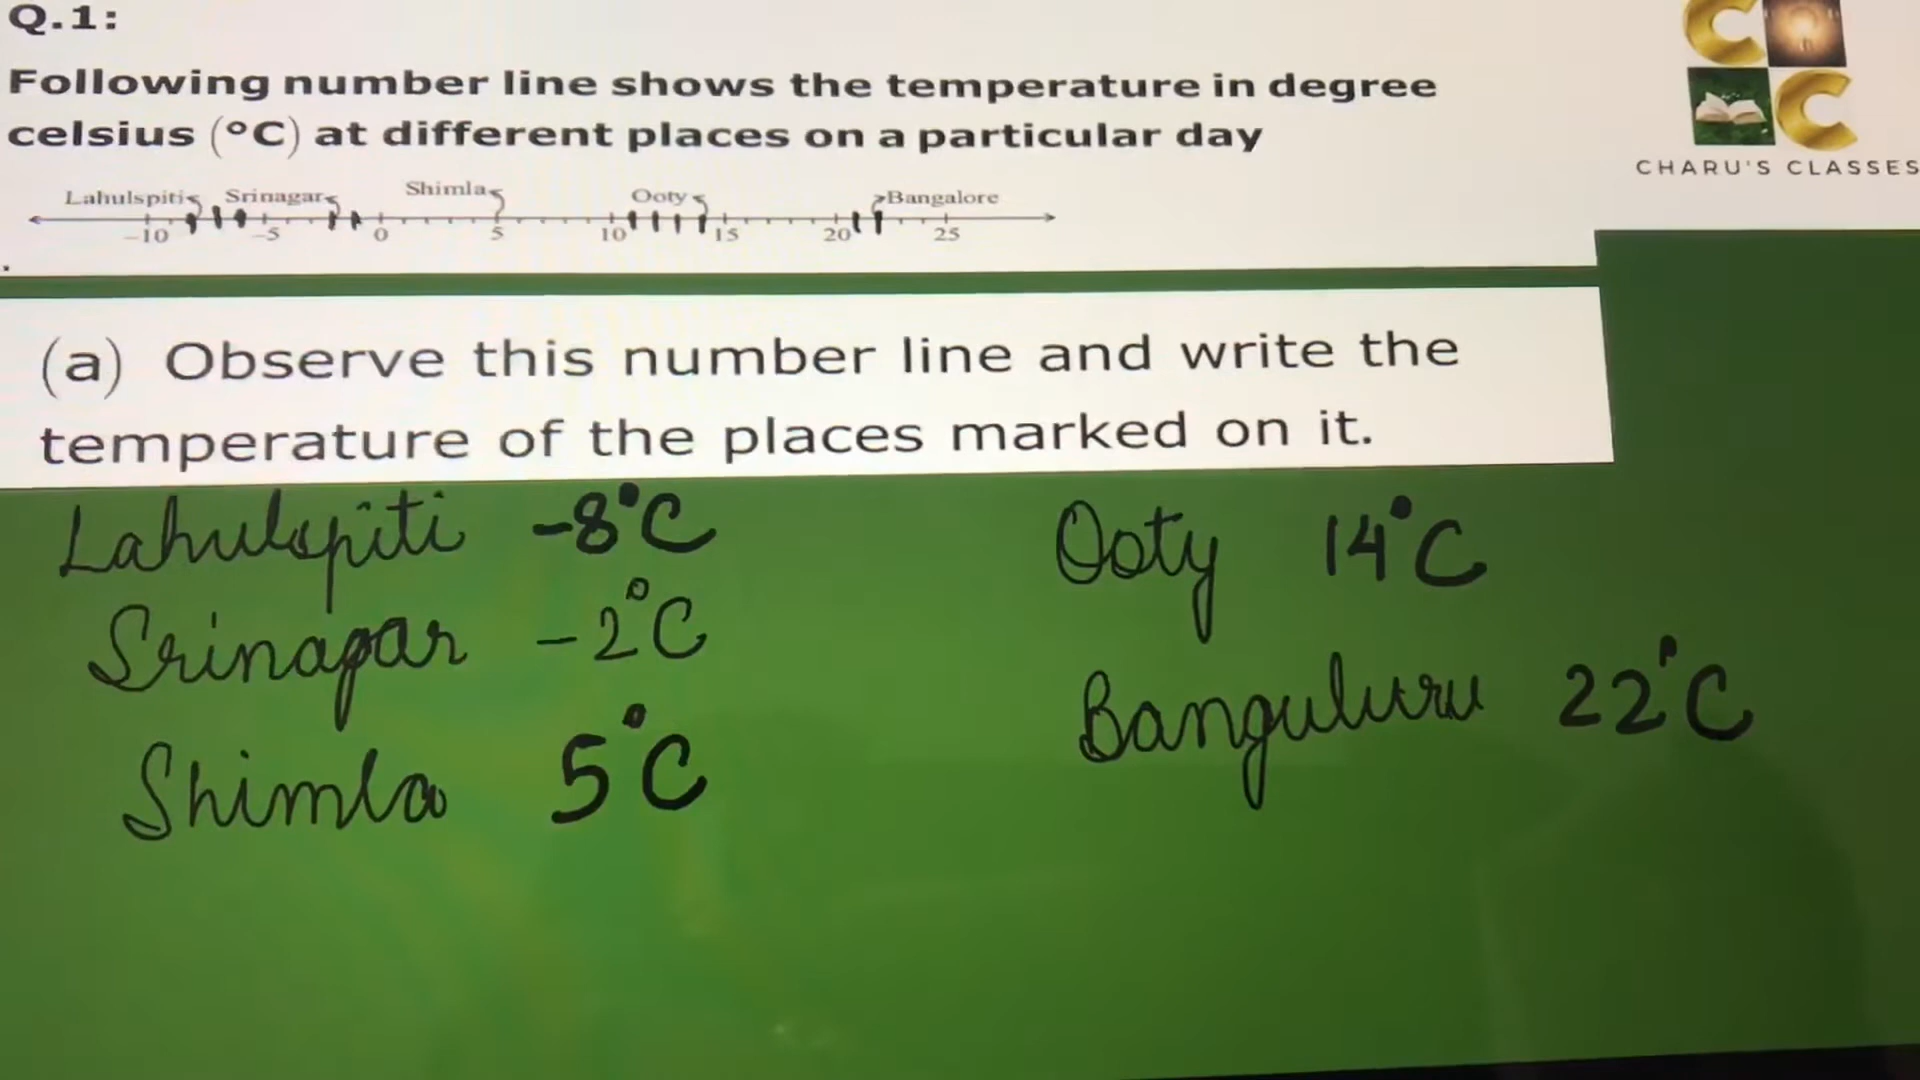 Q.1:
Following number line shows the temperature in degree
celsius (°C) at different places on a particular day
Lahulspiti Srinagar Shimla Ooty Bangalore
-10 -5 0 5 10 15 20 25
CHARU'S CLASSES
(a) Observe this number line and write the
temperature of the places marked on it.
Lahulspiti -8°C
Srinagar -2°C
Shimla 5°C
Ooty 14°C
Banguluru 22°C